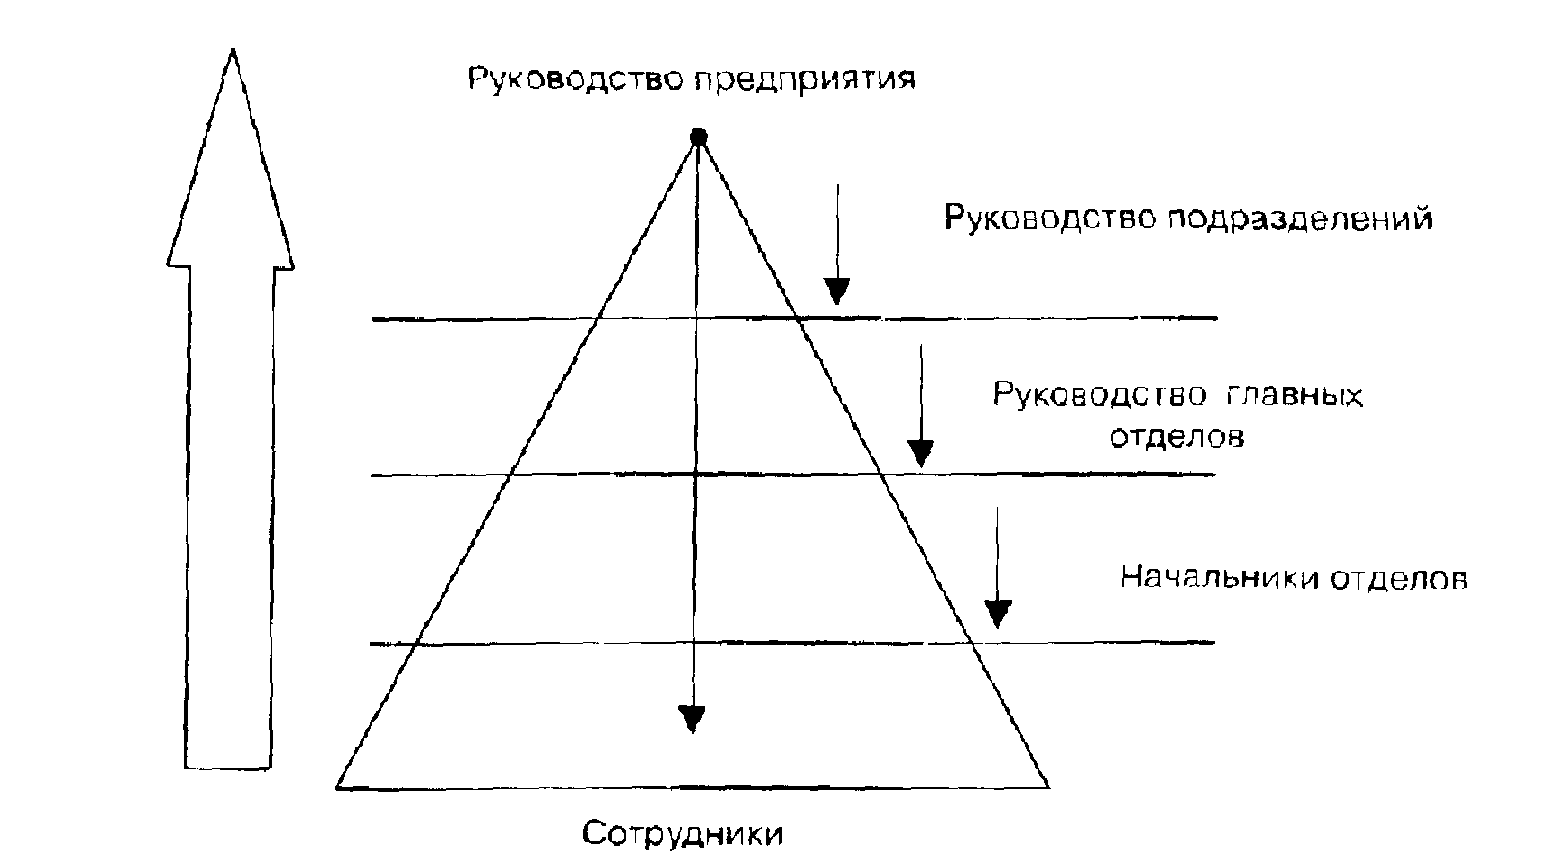 Руководство предприятия
Руководство подразделений
Руководство главных
отделов
Начальники отделов
Сотрудники